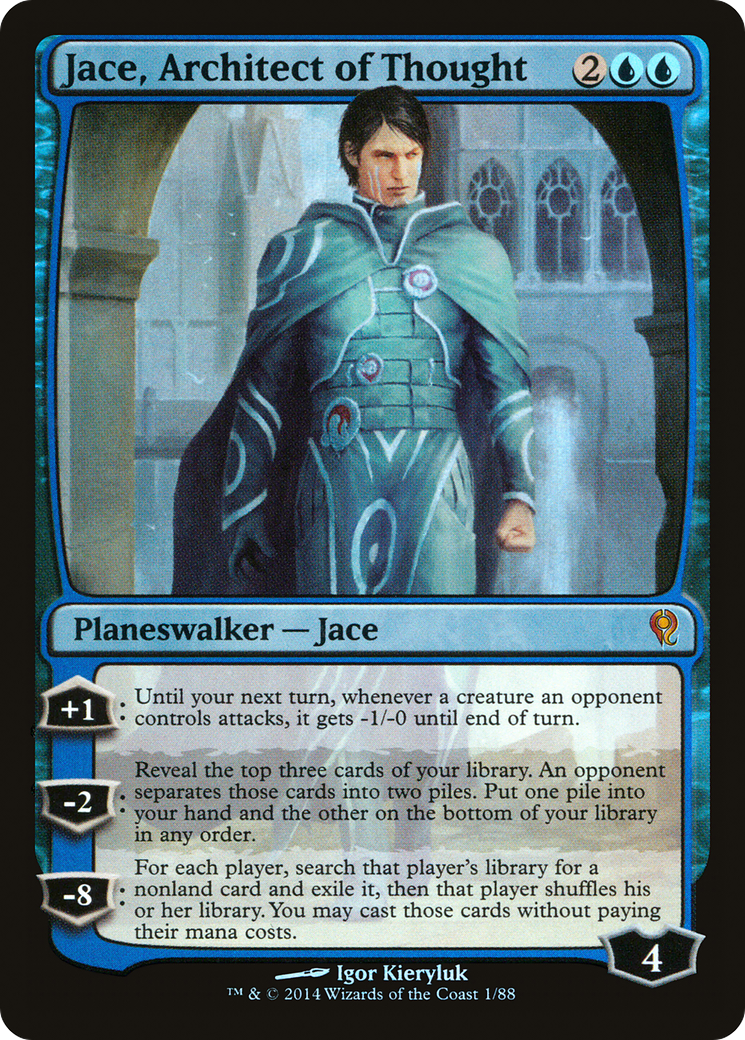 Jace, Architect of Thought 2
Planeswalker — Jace
+1: Until your next turn, whenever a creature an opponent
controls attacks, it gets -1/-0 until end of turn.
-2: Reveal the top three cards of your library. An opponent
separates those cards into two piles. Put one pile into
your hand and the other on the bottom of your library
in any order.
-8: For each player, search that player's library for a
nonland card and exile it, then that player shuffles his
or her library. You may cast those cards without paying
their mana costs.
4
Igor Kieryluk
™ & © 2014 Wizards of the Coast 1/88